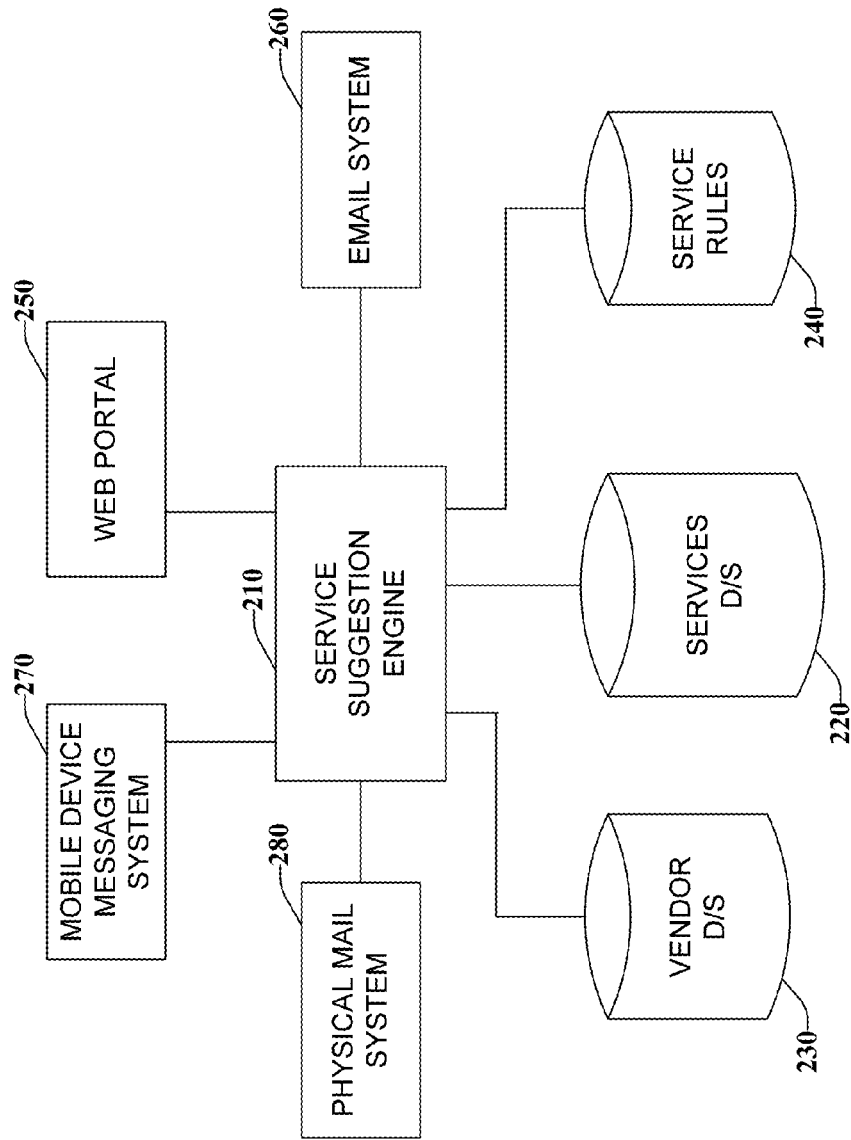 270
MOBILE DEVICE
MESSAGING
SYSTEM
250
WEB PORTAL
280
PHYSICAL MAIL
SYSTEM
210
SERVICE
SUGGESTION
ENGINE
260
EMAIL SYSTEM
VENDOR
D/S
230
SERVICES
D/S
220
SERVICE
RULES
240